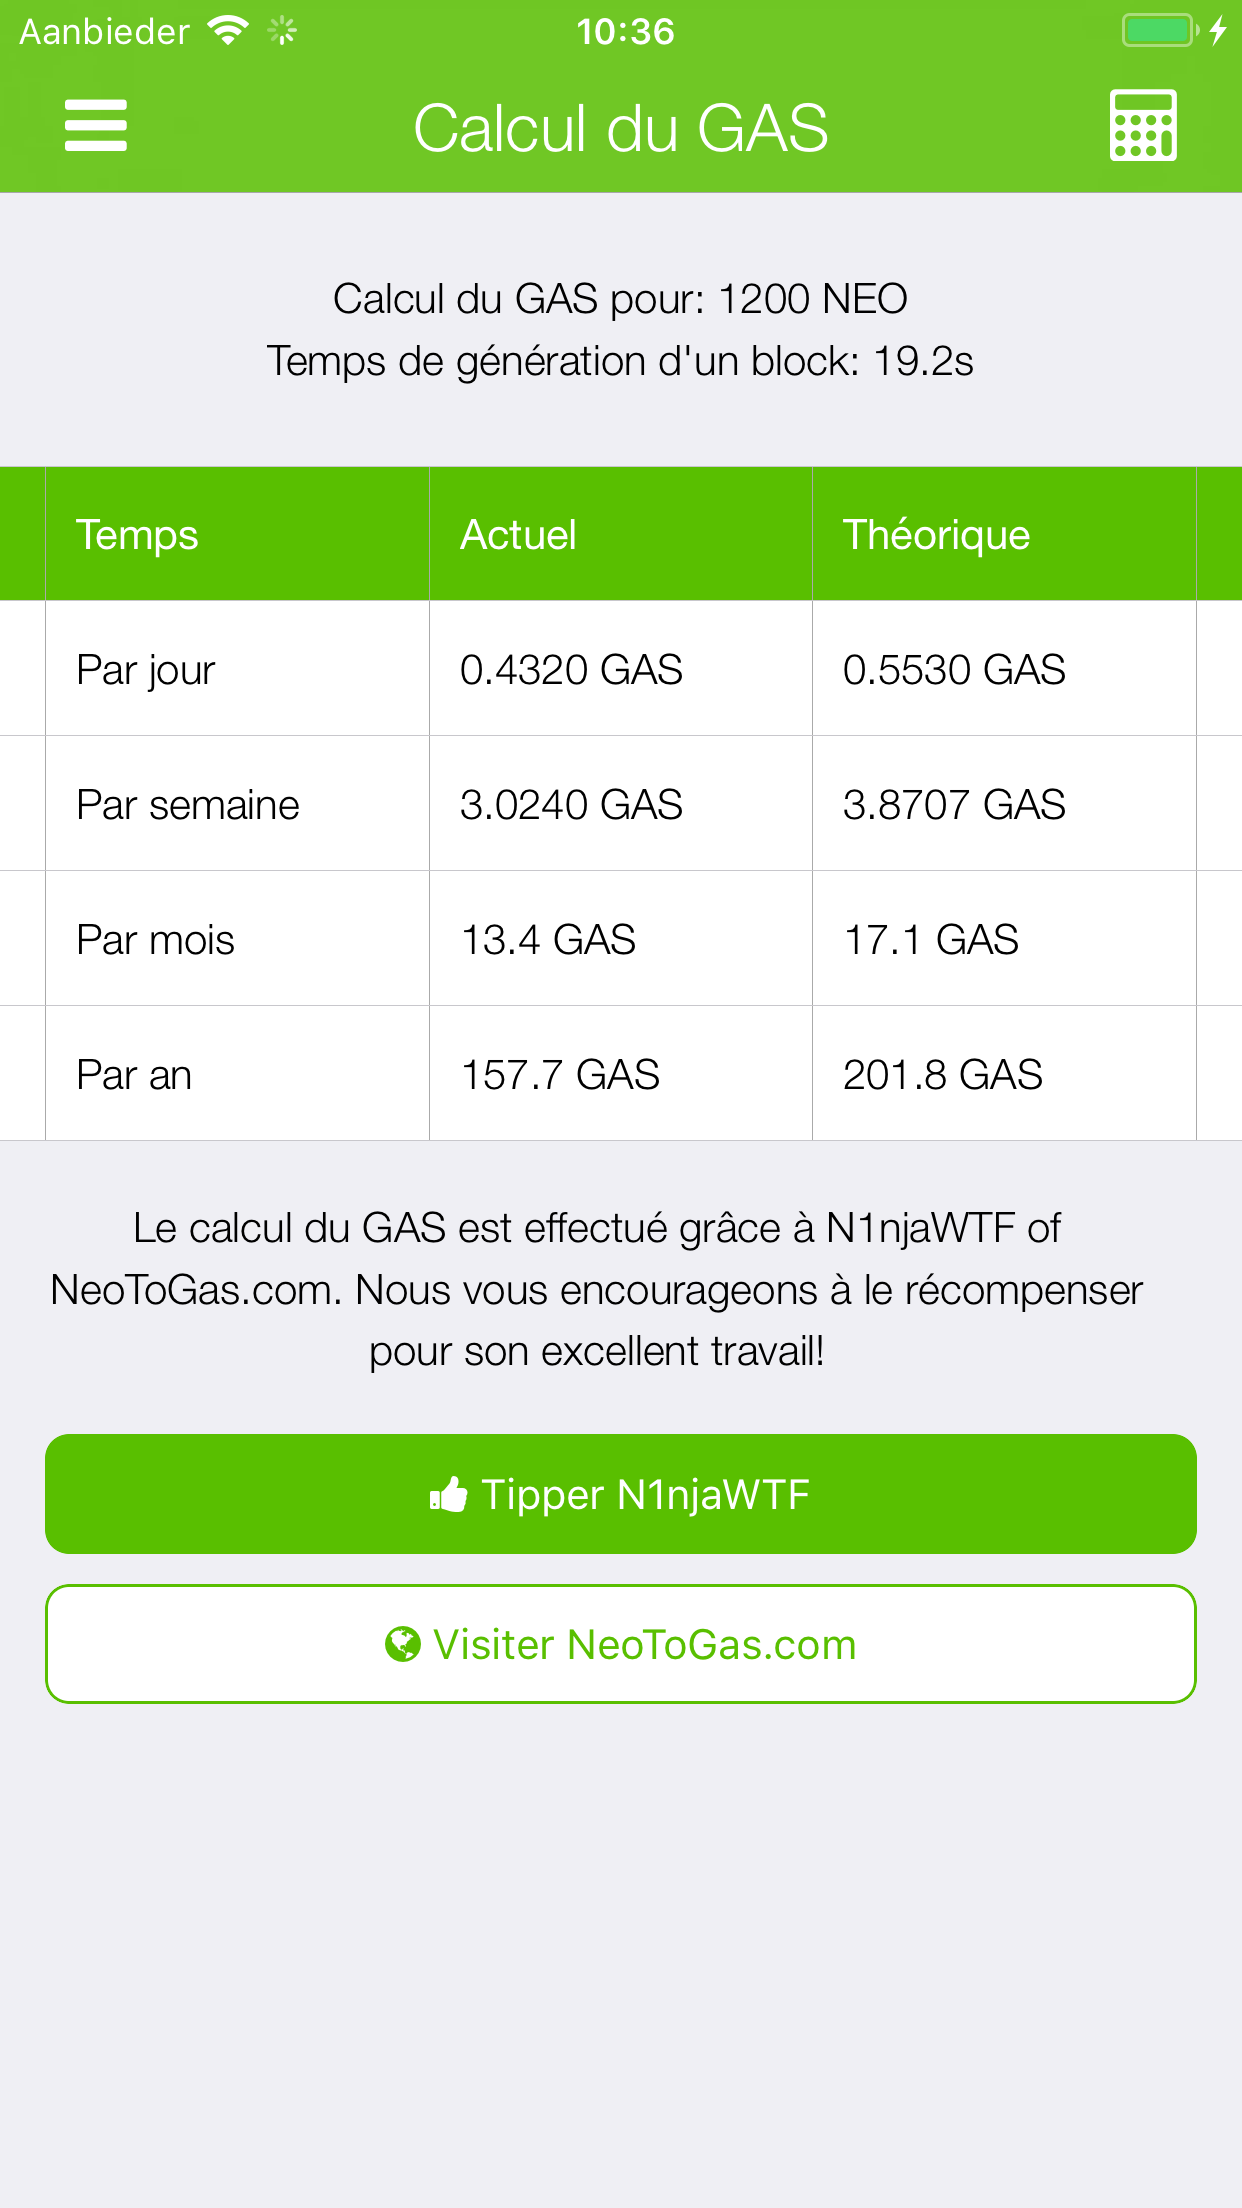 Aanbieder 10:36
Calcul du GAS
Calcul du GAS pour: 1200 NEO
Temps de génération d'un block: 19.2s
Temps Actuel Théorique
Par jour 0.4320 GAS 0.5530 GAS
Par semaine 3.0240 GAS 3.8707 GAS
Par mois 13.4 GAS 17.1 GAS
Par an 157.7 GAS 201.8 GAS
Le calcul du GAS est effectué grâce à N1njaWTF of
NeoToGas.com. Nous vous encourageons à le récompenser
pour son excellent travail!
Tipper N1njaWTF
Visiter NeoToGas.com